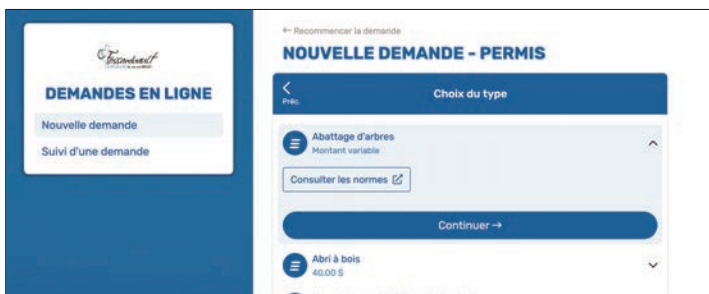 DEMANDES EN LIGNE
Nouvelle demande
Suivi d'une demande
← Recommencer la demande
NOUVELLE DEMANDE - PERMIS
Préc.
Choix du type
Abattage d'arbres
Montant variable
Consulter les normes
Continuer →
Abri à bois
40,00 $